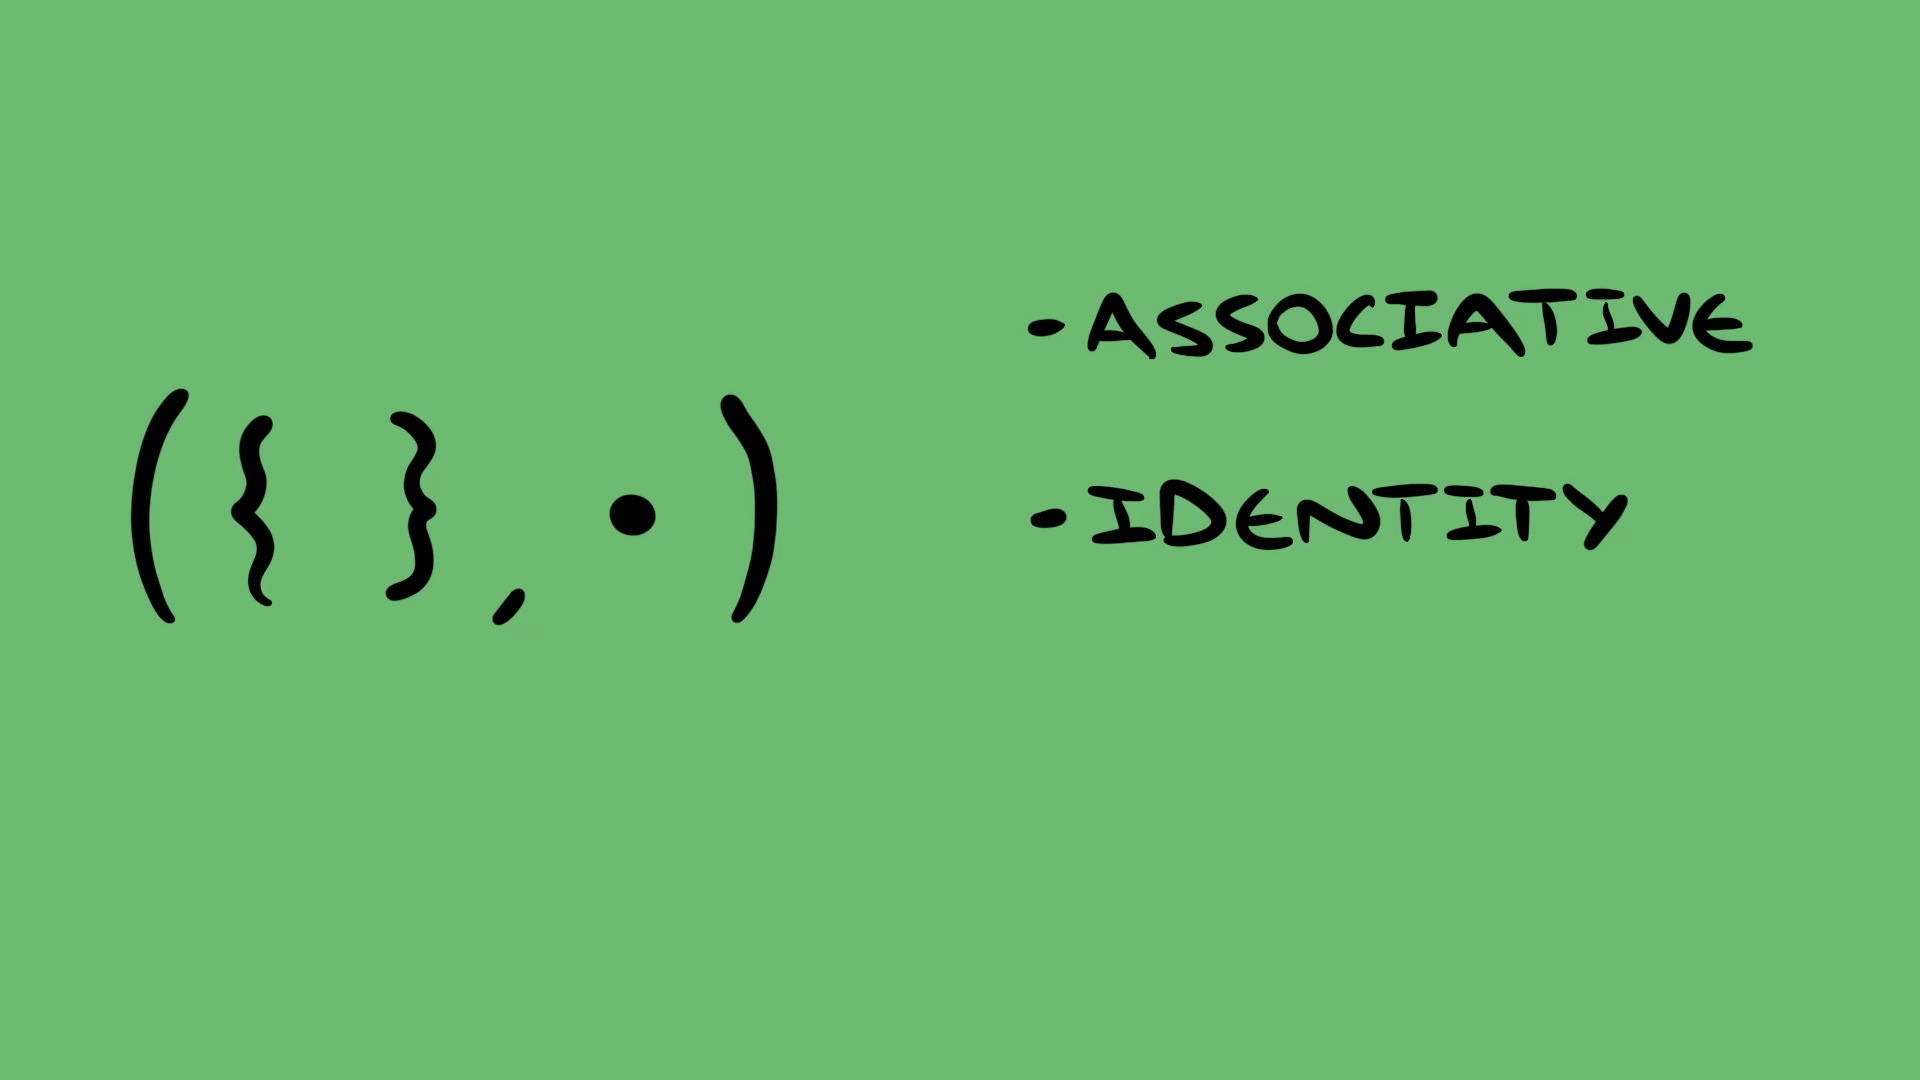 ({ }, •)
-ASSOCIATIVE
-IDENTITY